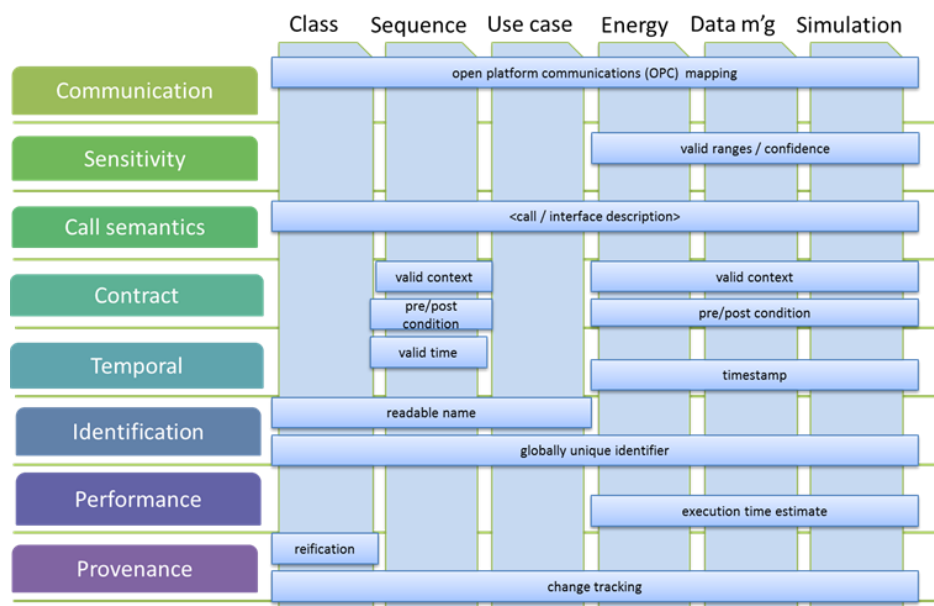 Class Sequence Use case Energy Data m'g Simulation
Communication
open platform communications (OPC) mapping
Sensitivity
valid ranges / confidence
Call semantics
<call / interface description>
Contract
valid context
valid context
pre/post
condition
pre/post condition
Temporal
valid time
timestamp
Identification
readable name
globally unique identifier
Performance
execution time estimate
Provenance
reification
change tracking